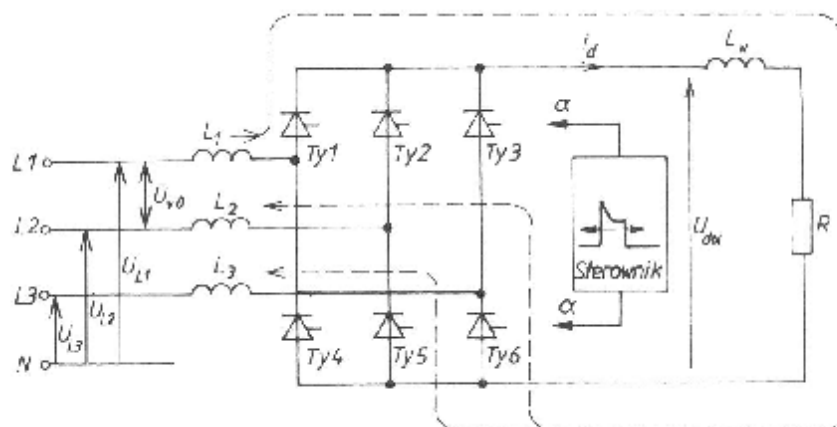 i_d
L_w
L_1
Ty1
Ty2
Ty3
α
L1
L2
L3
N
U_v0
L_2
L_3
U_L1
U_L2
U_L3
U_dα
R
Sterownik
α
Ty4
Ty5
Ty6